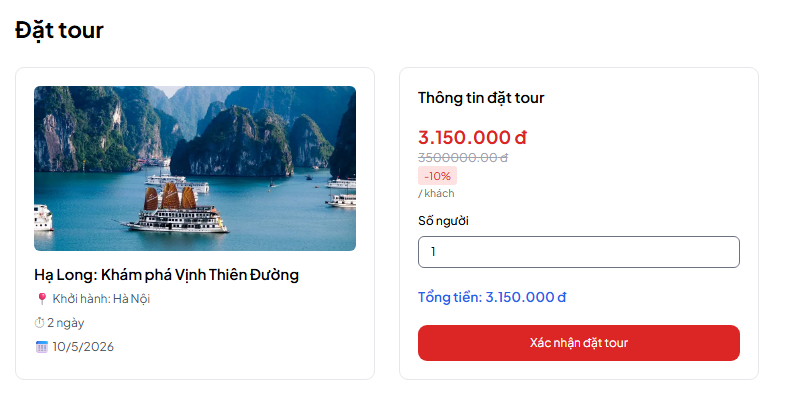 Đặt tour
Hạ Long: Khám phá Vịnh Thiên Đường
📍 Khởi hành: Hà Nội
⏱ 2 ngày
📅 10/5/2026
Thông tin đặt tour
3.150.000 đ
3500000.00 đ
-10%
/ khách
Số người
1
Tổng tiền: 3.150.000 đ
Xác nhận đặt tour